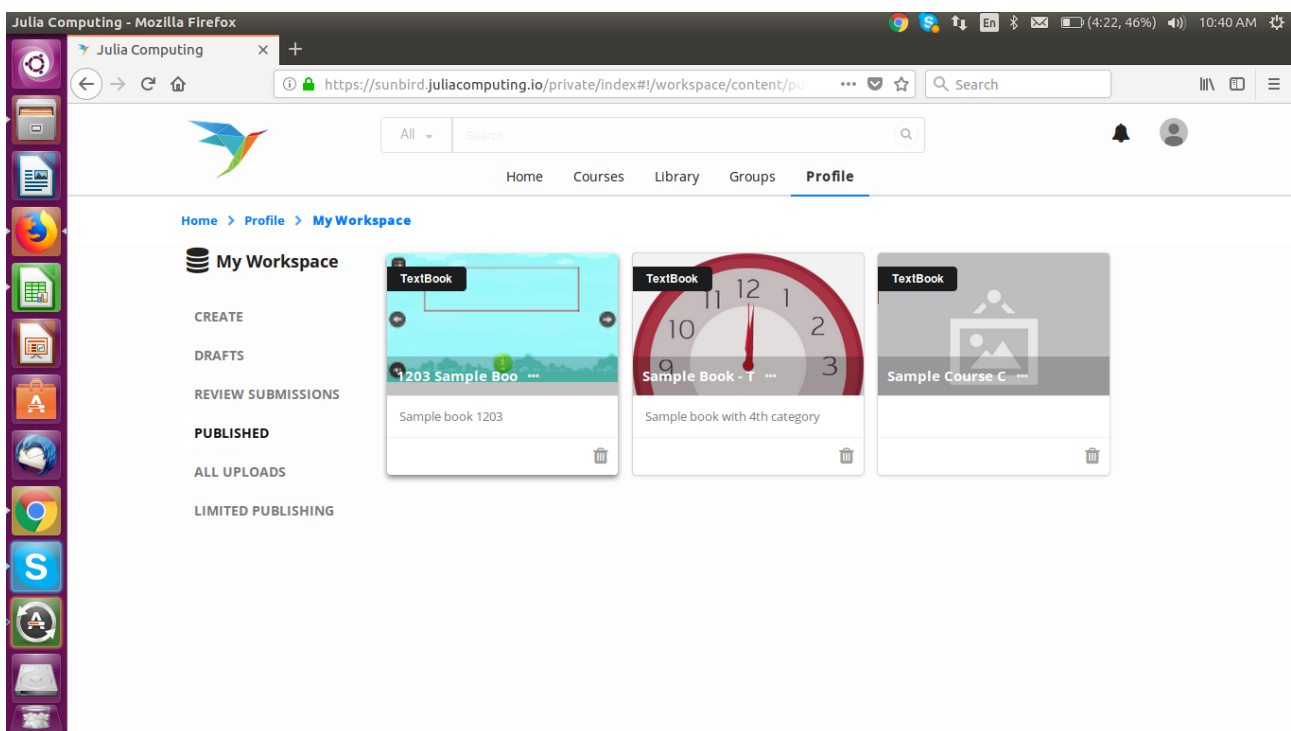 Julia Computing - Mozilla Firefox
En
(4:22, 46%)
10:40 AM
Julia Computing
https://sunbird.juliacomputing.io/private/index#!/workspace/content/pu
Search
All
Search
Home Courses Library Groups Profile
Home > Profile > My Workspace
My Workspace
CREATE
DRAFTS
REVIEW SUBMISSIONS
PUBLISHED
ALL UPLOADS
LIMITED PUBLISHING
TextBook
1203 Sample Boo ...
Sample book 1203
TextBook
11 12 1
10 2
9 3
Sample Book - T ...
Sample book with 4th category
TextBook
Sample Course C ...
A
S
A